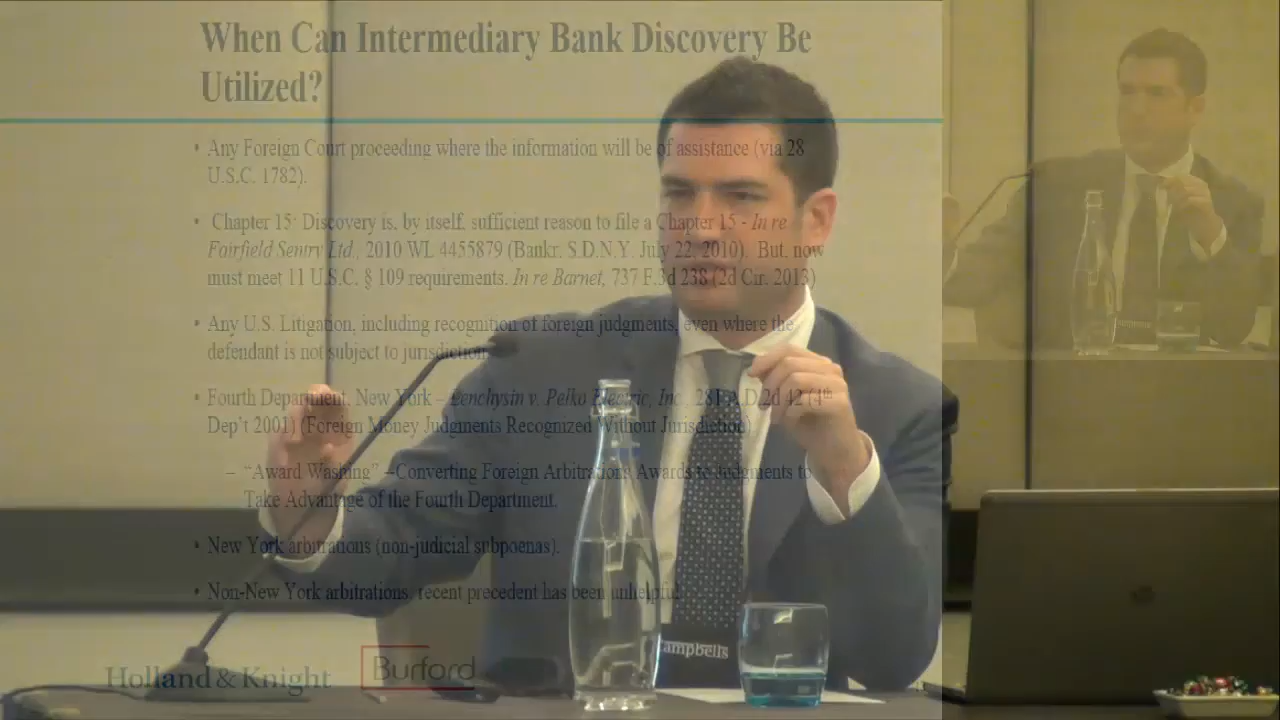 When Can Intermediary Bank Discovery Be
Utilized?
• Any Foreign Court proceeding where the information will be of assistance (via 28
U.S.C. 1782).
• Chapter 15: Discovery is, by itself, sufficient reason to file a Chapter 15 - In re
Fairfield Sentry Ltd., 2010 WL 4455879 (Bankr. S.D.N.Y. July 22, 2010). But, now
must meet 11 U.S.C. § 109 requirements. In re Barnet, 737 F.3d 238 (2d Cir. 2013)
• Any U.S. Litigation, including recognition of foreign judgments, even where the
defendant is not subject to jurisdiction.
• Fourth Department, New York – Lenchysin v. Pelko Electric, Inc., 281 A.D.2d 42 (4th
Dep't 2001) (Foreign Money Judgments Recognized Without Jurisdiction)
– "Award Washing" –Converting Foreign Arbitrations Awards to Judgments to
Take Advantage of the Fourth Department.
• New York arbitrations (non-judicial subpoenas).
• Non-New York arbitrations, recent precedent has been unhelpful
campbells
Holland & Knight
Burford